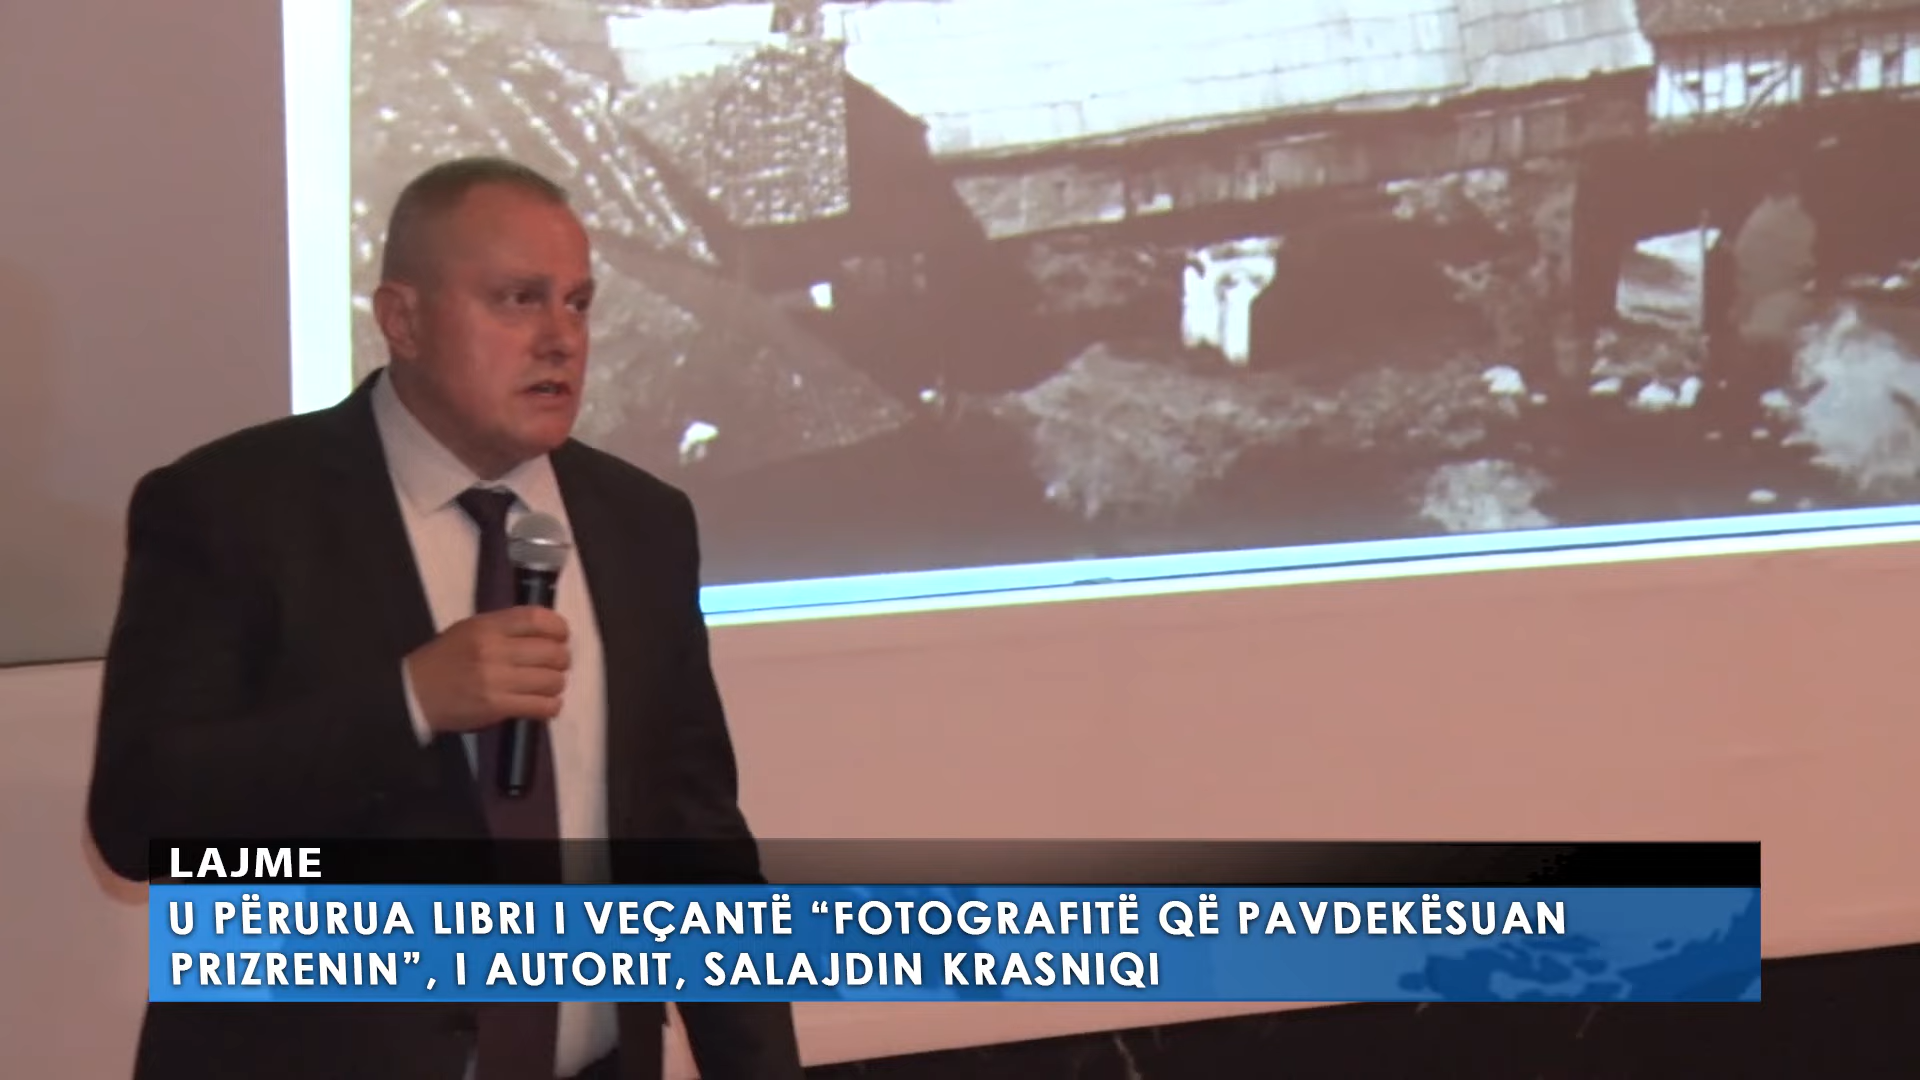 LAJME
U PËRURUA LIBRI I VEÇANTË “FOTOGRAFITË QË PAVDEKËSUAN
PRIZRENIN”, I AUTORIT, SALAJDIN KRASNIQI